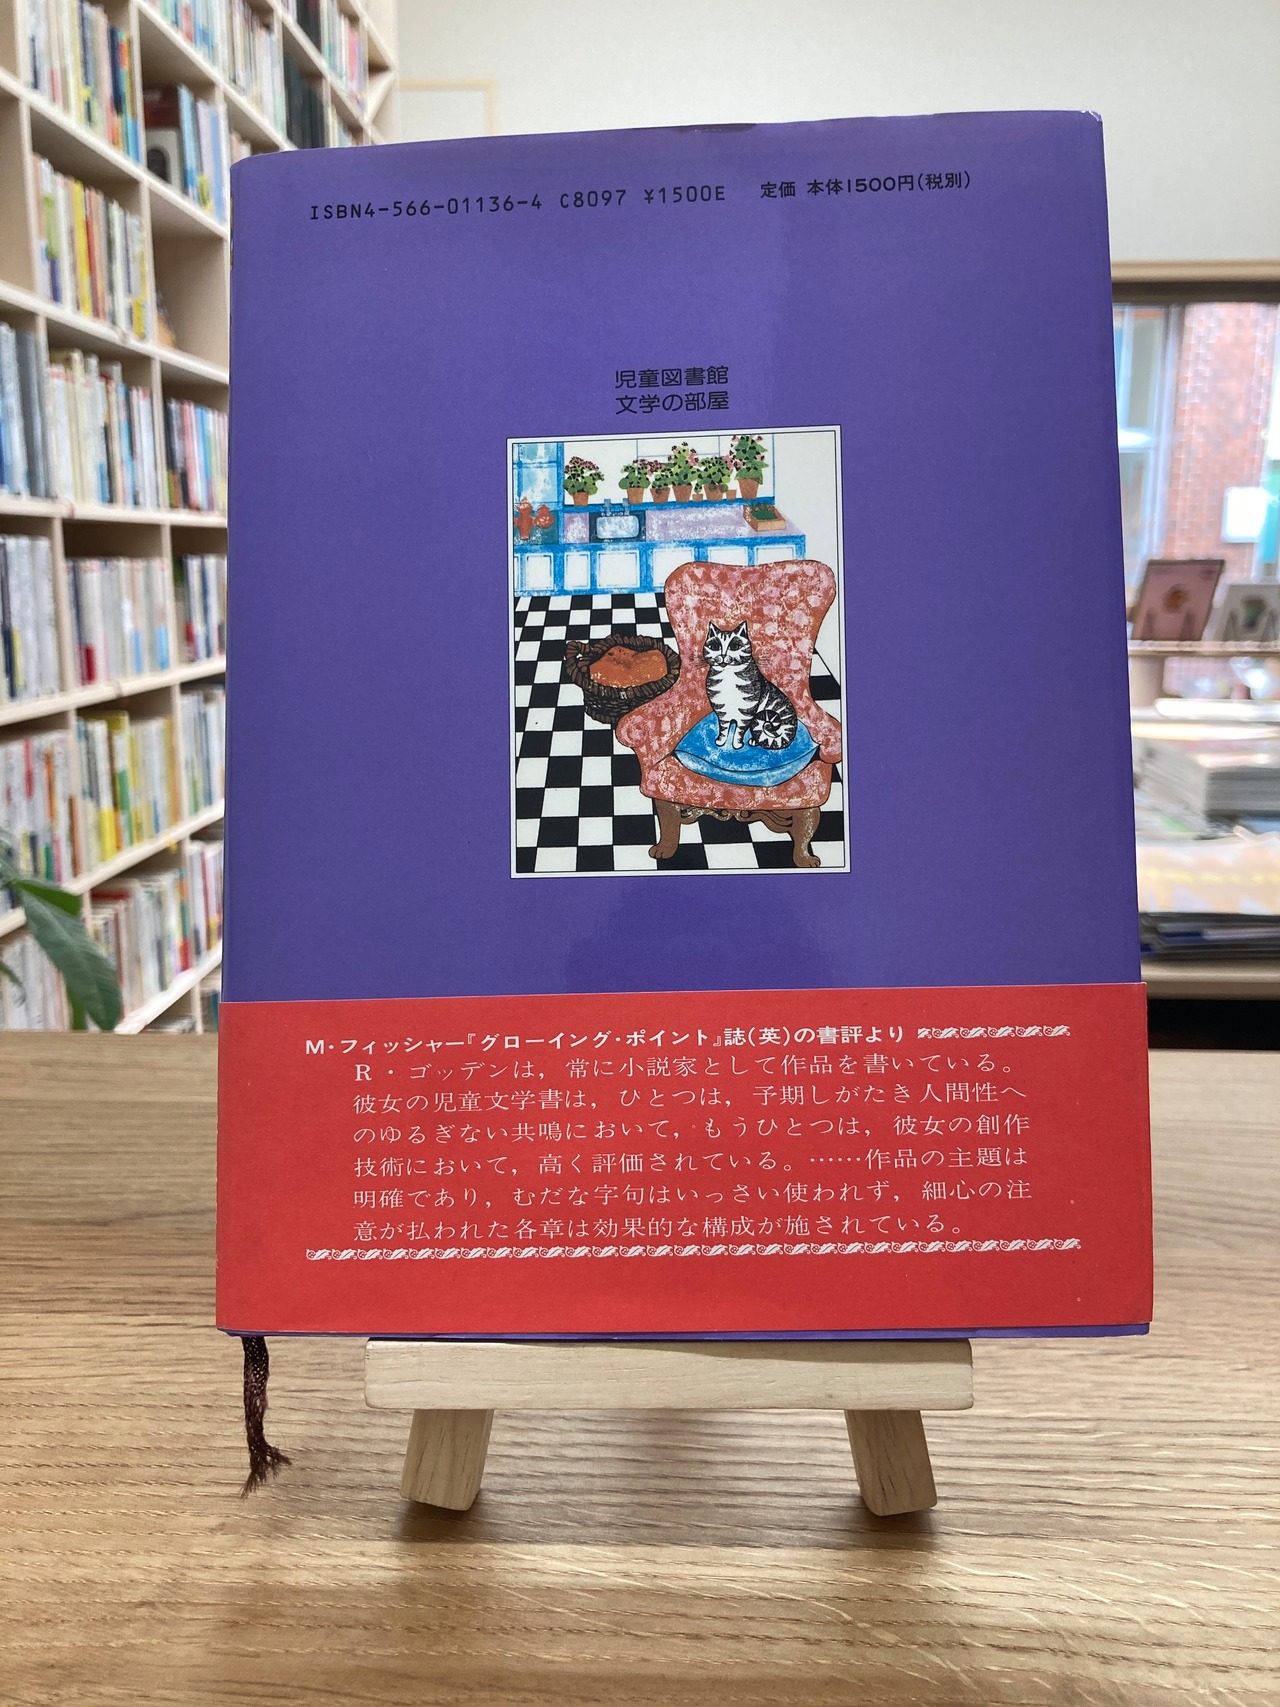 ISBN4-566-01136-4 C8097 ¥1500E 定価 本体1500円(税別)
児童図書館
文学の部屋
M・フィッシャー『グローイング・ポイント』誌(英)の書評より
R・ゴッデンは,常に小説家として作品を書いている。
彼女の児童文学書は,ひとつは,予期しがたき人間性へ
のゆるぎない共鳴において,もうひとつは,彼女の創作
技術において,高く評価されている。……作品の主題は
明確であり,むだな字句はいっさい使われず,細心の注
意が払われた各章は効果的な構成が施されている。